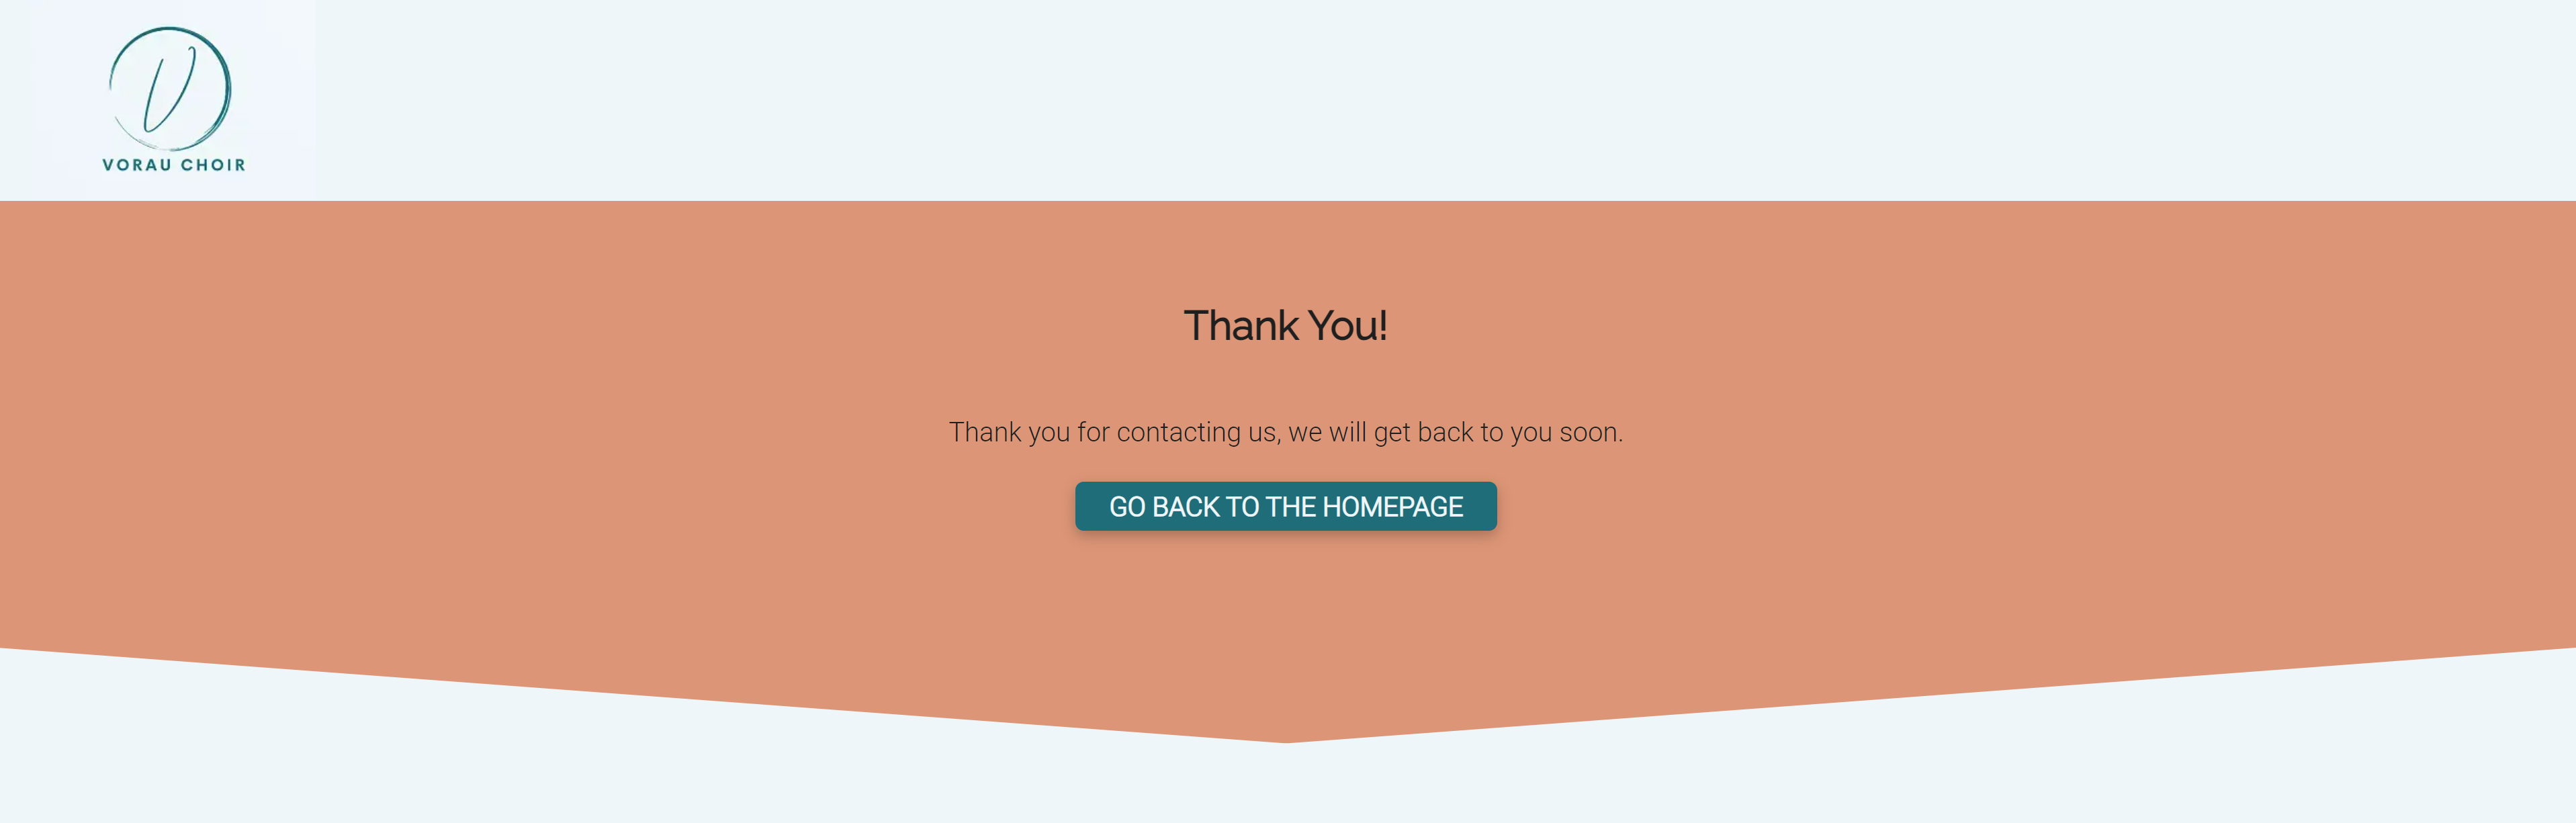 V
VORAU CHOIR
Thank You!
Thank you for contacting us, we will get back to you soon.
GO BACK TO THE HOMEPAGE